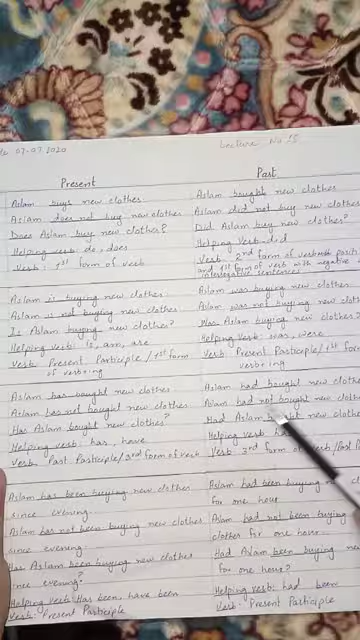 07-07-2020
Lecture No 15
Present
Aslam buys new clothes.
Aslam does not buy new clothes
Does Aslam buy new clothes?
Helping verb: do, does
Verb: 1st form of verb
Aslam is buying new clothes.
Aslam is not buying new clothes.
Is Aslam buying new clothes?
Helping verb: is, am, are
Verb: Present Participle/1st form
of verb+ing
Aslam has bought new clothes.
Aslam has not bought new clothes
Has Aslam bought new clothes?
Helping verb: has, have
Verb: Past Participle/3rd form of verb
Aslam has been buying new clothes
since evening.
Aslam has not been buying new clothes
since evening.
Has Aslam been buying new clothes
since evening?
Helping verb: Has been, have been
Verb: Present Participle
Past
Aslam bought new clothes
Aslam did not buy new clothes
Did Aslam buy new clothes?
Helping verb: did
Verb: 2nd form of verb
and 1st form of verb with negative
sentences
Aslam was buying new clothes.
Aslam was not buying new
Was Aslam buying new clothes?
Helping verb: was, were
Verb: Present Participle/1st form
verb+ing
Aslam had bought new
Aslam had not bought new
Had Aslam new
Helping verb:
Verb: 3rd form of verb/Past
Aslam had been buying new
for one hour
Aslam had not been buying
clothes for one hour.
Had Aslam been buying
for one hour?
Helping verb: had been
Verb: Present Participle